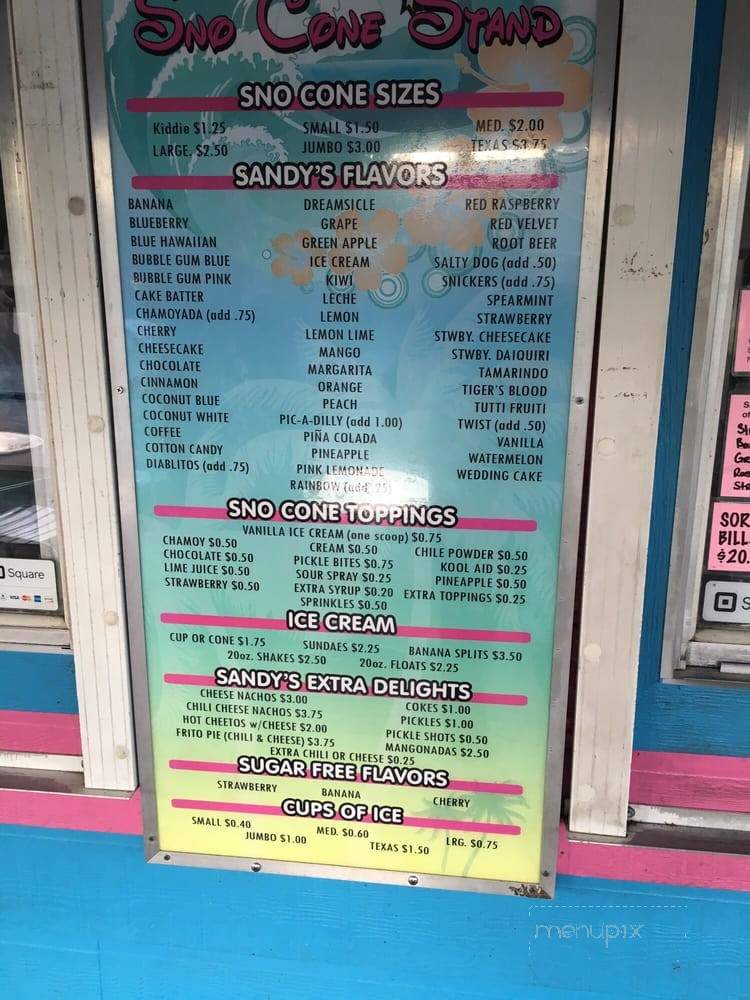 SNO CONE STAND
SNO CONE SIZES
Kiddie $1.25 SMALL $1.50 MED. $2.00
LARGE. $2.50 JUMBO $3.00 TEXAS $3.75
SANDY'S FLAVORS
BANANA
BLUEBERRY
BLUE HAWAIIAN
BUBBLE GUM BLUE
BUBBLE GUM PINK
CAKE BATTER
CHAMOYADA (add .75)
CHERRY
CHEESECAKE
CHOCOLATE
CINNAMON
COCONUT BLUE
COCONUT WHITE
COFFEE
COTTON CANDY
DIABLITOS (add .75)
DREAMSICLE
GRAPE
GREEN APPLE
ICE CREAM
KIWI
LECHE
LEMON
LEMON LIME
MANGO
MARGARITA
ORANGE
PEACH
PIC-A-DILLY (add 1.00)
PIÑA COLADA
PINEAPPLE
PINK LEMONADE
RAINBOW (add .25)
RED RASPBERRY
RED VELVET
ROOT BEER
SALTY DOG (add .50)
SNICKERS (add .75)
SPEARMINT
STRAWBERRY
STWBY. CHEESECAKE
STWBY. DAIQUIRI
TAMARINDO
TIGER'S BLOOD
TUTTI FRUITI
TWIST (add .50)
VANILLA
WATERMELON
WEDDING CAKE
SNO CONE TOPPINGS
VANILLA ICE CREAM (one scoop) $0.75
CHAMOY $0.50
CHOCOLATE $0.50
LIME JUICE $0.50
STRAWBERRY $0.50
CREAM $0.50
PICKLE BITES $0.75
SOUR SPRAY $0.25
EXTRA SYRUP $0.20
SPRINKLES $0.50
CHILE POWDER $0.50
KOOL AID $0.25
PINEAPPLE $0.50
EXTRA TOPPINGS $0.25
ICE CREAM
CUP OR CONE $1.75 SUNDAES $2.25 BANANA SPLITS $3.50
20oz. SHAKES $2.50 20oz. FLOATS $2.25
SANDY'S EXTRA DELIGHTS
CHEESE NACHOS $3.00
CHILI CHEESE NACHOS $3.75
HOT CHEETOS w/CHEESE $2.00
FRITO PIE (CHILI & CHEESE) $3.75
COKES $1.00
PICKLES $1.00
PICKLE SHOTS $0.50
MANGONADAS $2.50
EXTRA CHILI OR CHEESE $0.25
SUGAR FREE FLAVORS
STRAWBERRY BANANA CHERRY
CUPS OF ICE
SMALL $0.40 MED. $0.60 LRG. $0.75
JUMBO $1.00 TEXAS $1.50
Square
VISA
SOR
BILL
$20.
S
menupix